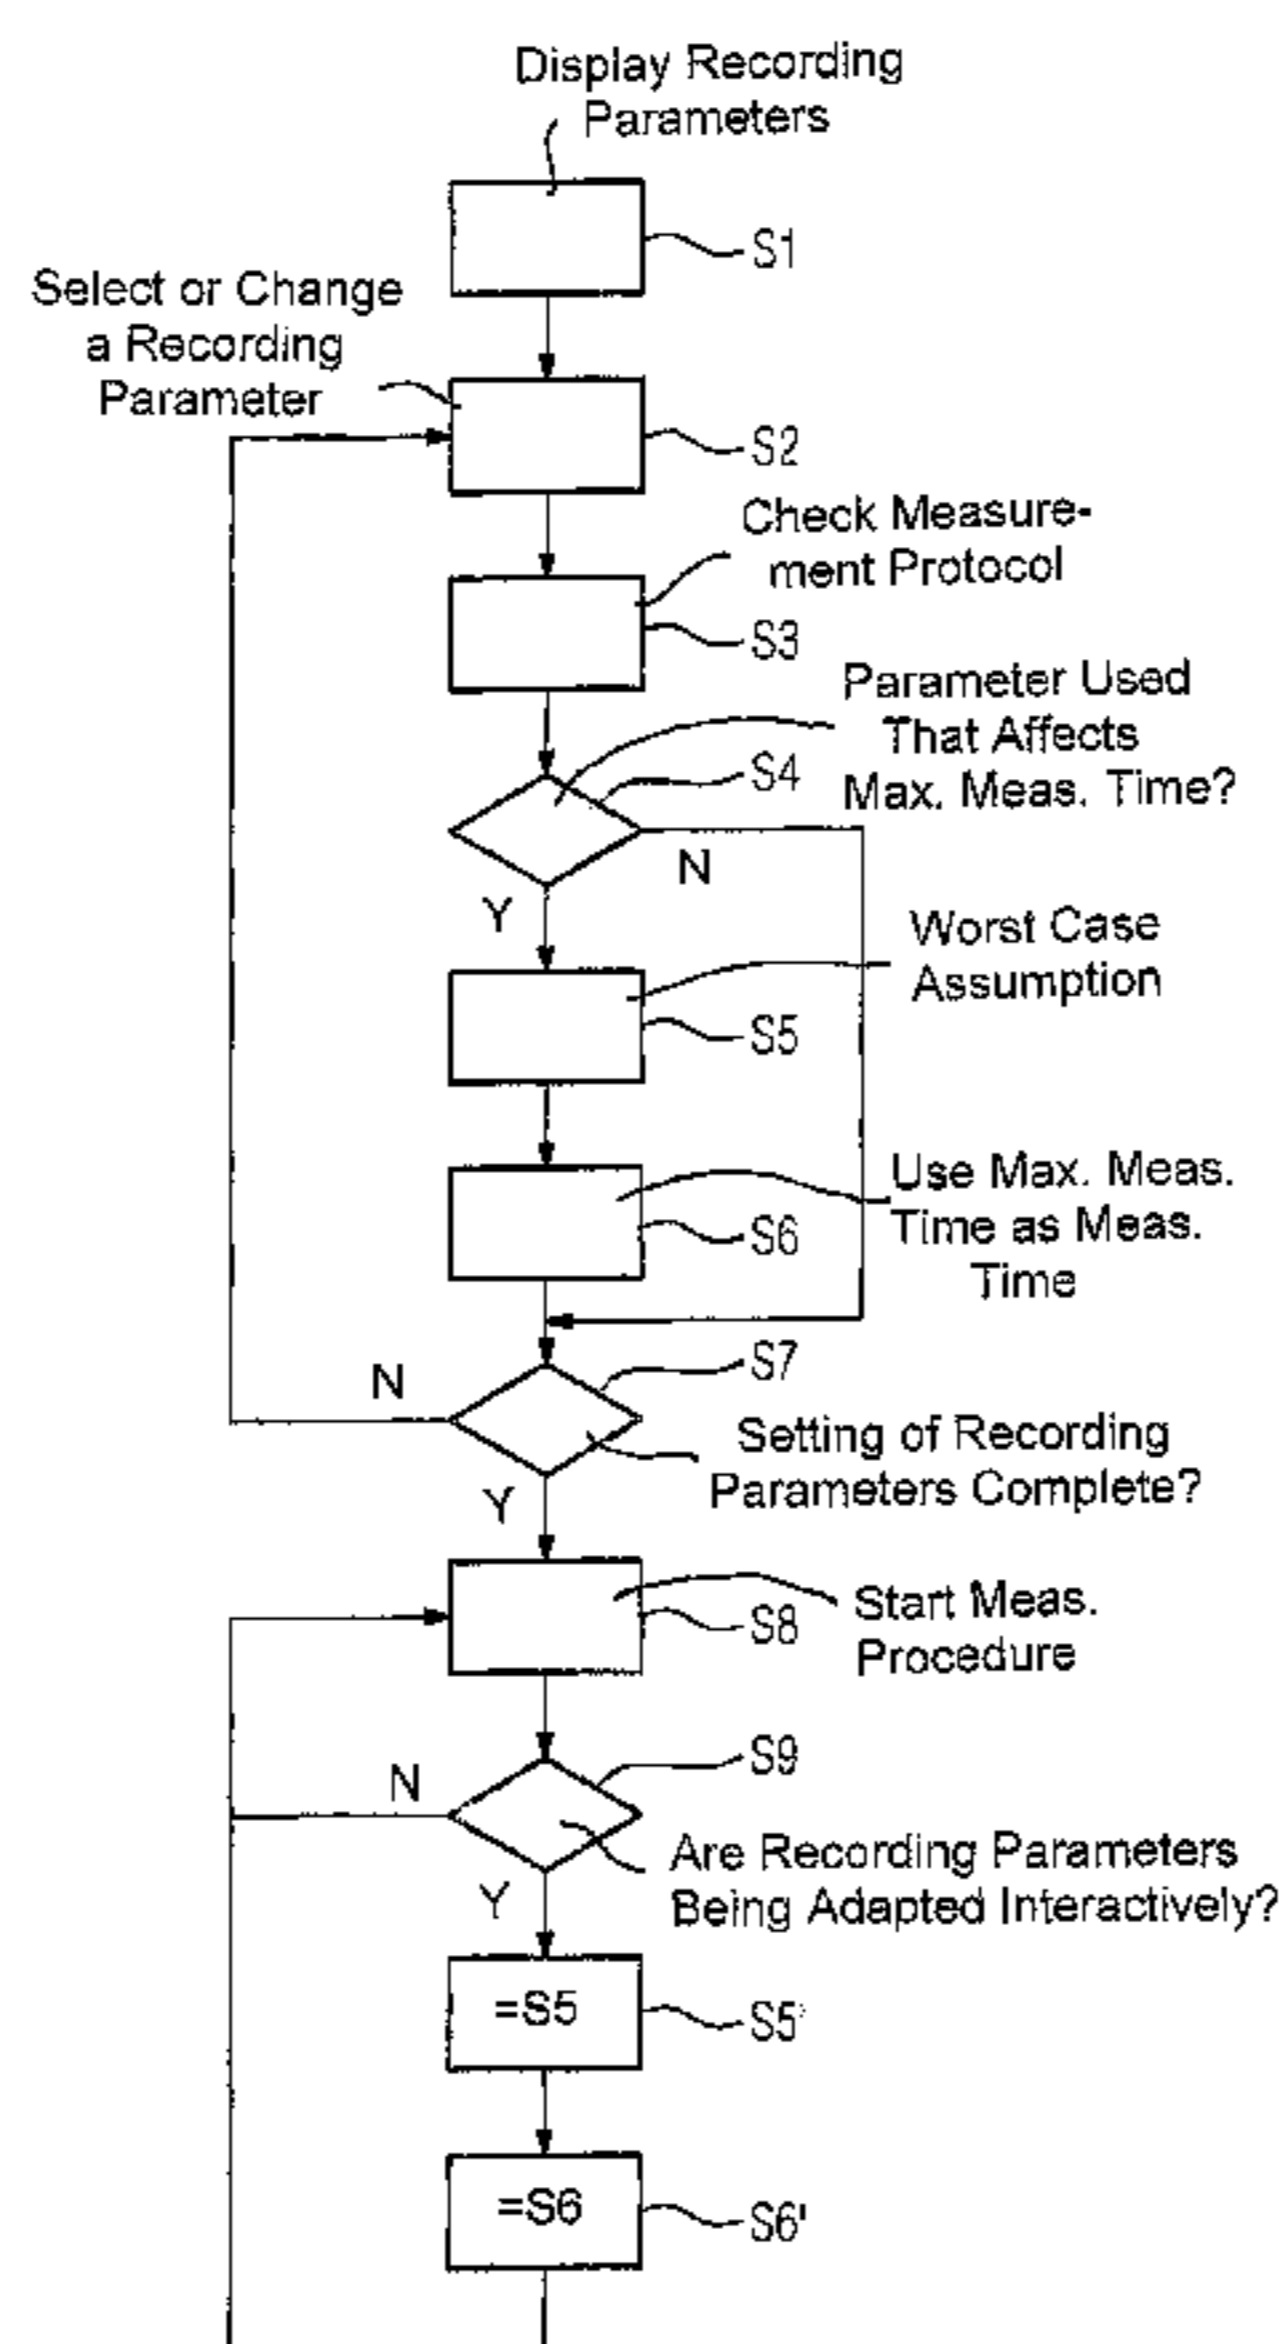 Display Recording
Parameters
S1
Select or Change
a Recording
Parameter
S2
Check Measure-
ment Protocol
S3
Parameter Used
That Affects
Max. Meas. Time?
S4
N
Y
Worst Case
Assumption
S5
Use Max. Meas.
Time as Meas.
Time
S6
S7
N
Setting of Recording
Parameters Complete?
Y
Start Meas.
Procedure
S8
S9
N
Are Recording Parameters
Being Adapted Interactively?
Y
=S5
S5'
=S6
S6'